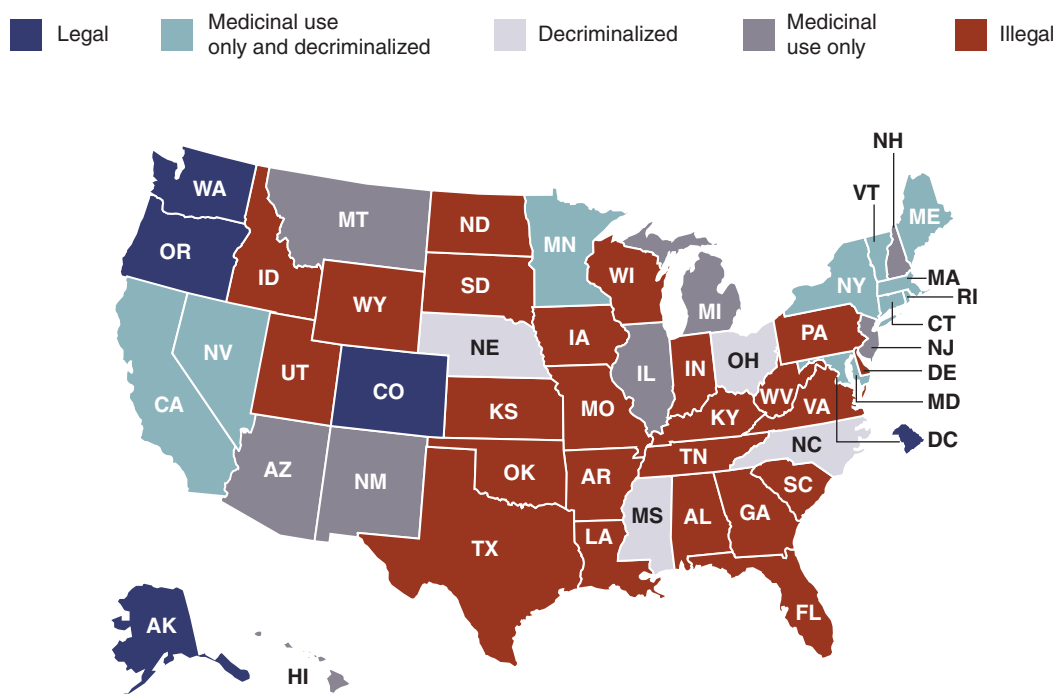 Legal
Medicinal use
only and decriminalized
Decriminalized
Medicinal
use only
Illegal
NH
VT
WA
ME
MT
ND
MN
OR
ID
WI
MA
SD
NY
RI
WY
MI
CT
IA
PA
NE
NJ
NV
OH
UT
IL
IN
DE
CO
WV
MD
CA
KS
MO
VA
KY
DC
NC
AZ
TN
OK
NM
AR
SC
MS
AL
GA
LA
TX
FL
AK
HI